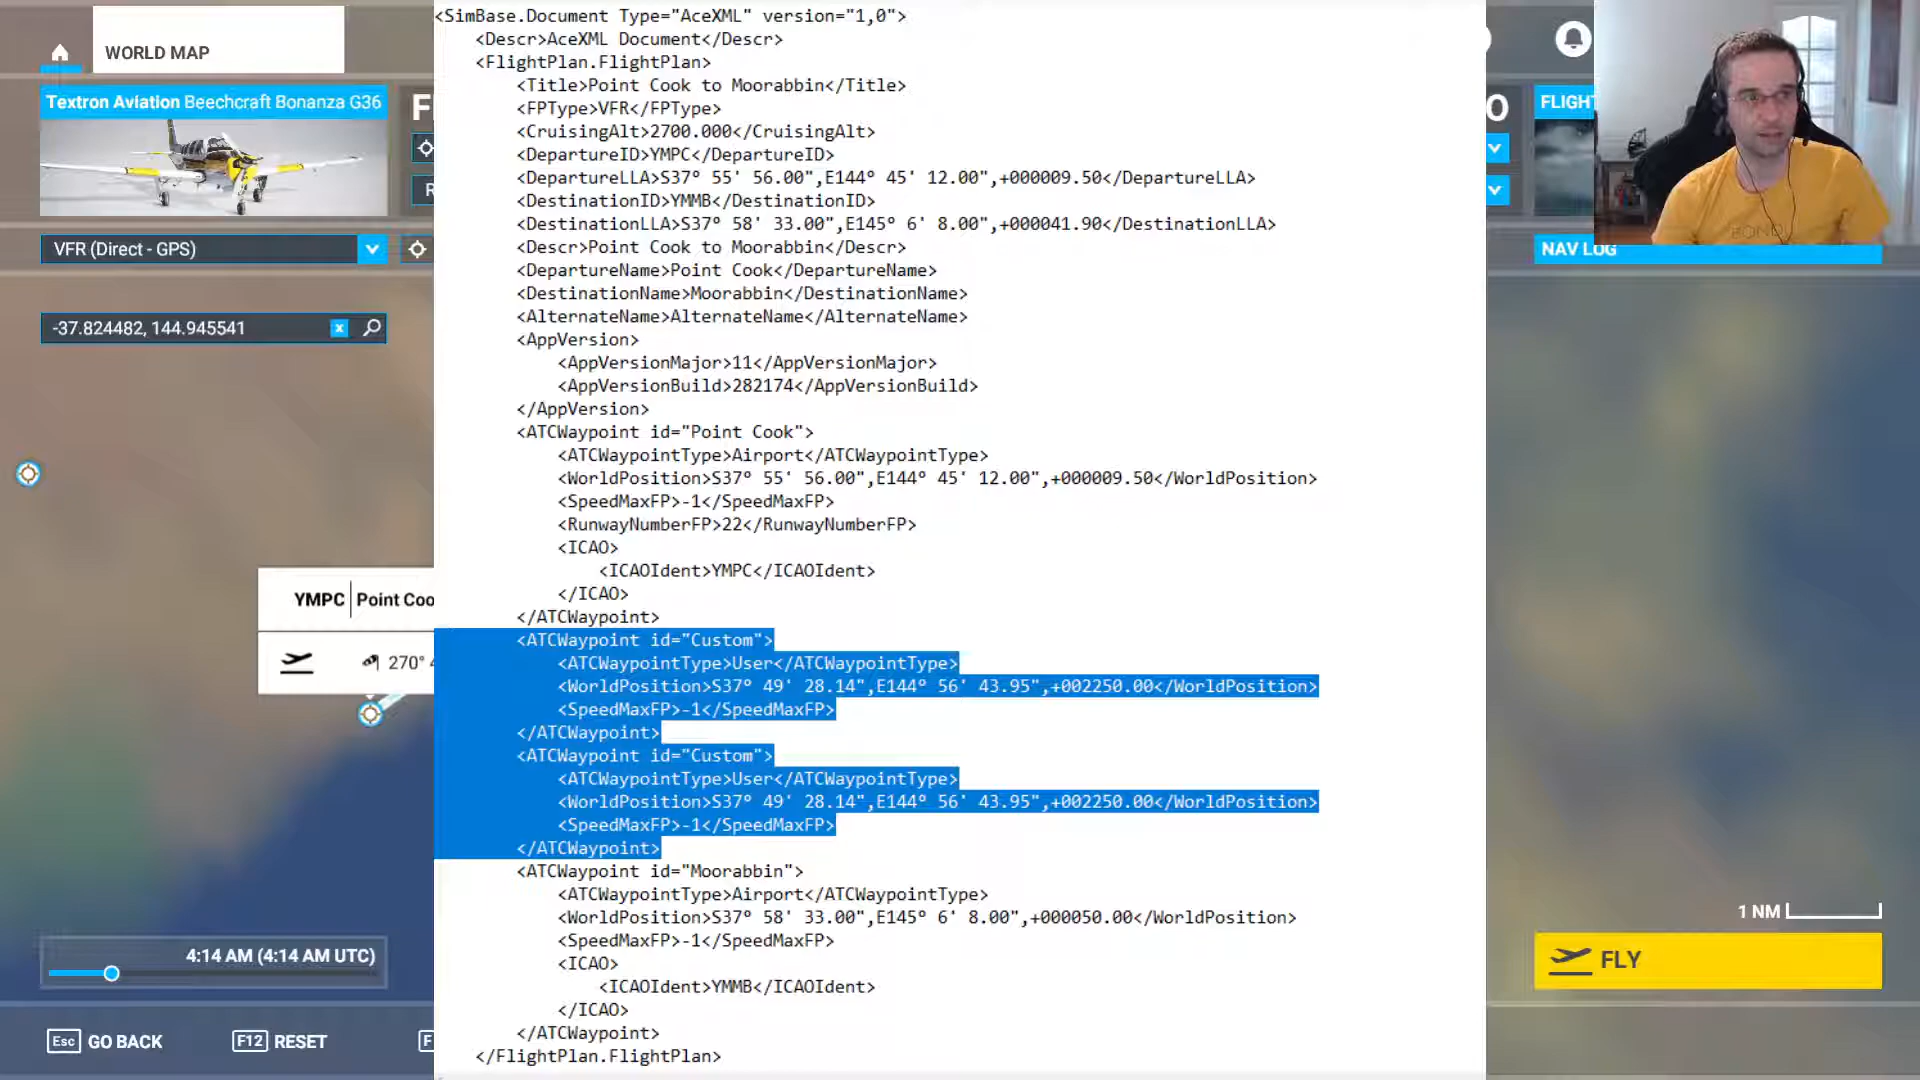 WORLD MAP
Textron Aviation Beechcraft Bonanza G36
VFR (Direct - GPS)
-37.824482, 144.945541
YMPC
Point Coo
270°
4:14 AM (4:14 AM UTC)
Esc GO BACK
F12 RESET
F
<SimBase.Document Type="AceXML" version="1,0">
<Descr>AceXML Document</Descr>
<FlightPlan.FlightPlan>
<Title>Point Cook to Moorabbin</Title>
<FPType>VFR</FPType>
<CruisingAlt>2700.000</CruisingAlt>
<DepartureID>YMPC</DepartureID>
<DepartureLLA>S37° 55' 56.00",E144° 45' 12.00",+000009.50</DepartureLLA>
<DestinationID>YMMB</DestinationID>
<DestinationLLA>S37° 58' 33.00",E145° 6' 8.00",+000041.90</DestinationLLA>
<Descr>Point Cook to Moorabbin</Descr>
<DepartureName>Point Cook</DepartureName>
<DestinationName>Moorabbin</DestinationName>
<AlternateName>AlternateName</AlternateName>
<AppVersion>
<AppVersionMajor>11</AppVersionMajor>
<AppVersionBuild>282174</AppVersionBuild>
</AppVersion>
<ATCWaypoint id="Point Cook">
<ATCWaypointType>Airport</ATCWaypointType>
<WorldPosition>S37° 55' 56.00",E144° 45' 12.00",+000009.50</WorldPosition>
<SpeedMaxFP>-1</SpeedMaxFP>
<RunwayNumberFP>22</RunwayNumberFP>
<ICAO>
<ICAOIdent>YMPC</ICAOIdent>
</ICAO>
</ATCWaypoint>
<ATCWaypoint id="Custom">
<ATCWaypointType>User</ATCWaypointType>
<WorldPosition>S37° 49' 28.14",E144° 56' 43.95",+002250.00</WorldPosition>
<SpeedMaxFP>-1</SpeedMaxFP>
</ATCWaypoint>
<ATCWaypoint id="Custom">
<ATCWaypointType>User</ATCWaypointType>
<WorldPosition>S37° 49' 28.14",E144° 56' 43.95",+002250.00</WorldPosition>
<SpeedMaxFP>-1</SpeedMaxFP>
</ATCWaypoint>
<ATCWaypoint id="Moorabbin">
<ATCWaypointType>Airport</ATCWaypointType>
<WorldPosition>S37° 58' 33.00",E145° 6' 8.00",+000050.00</WorldPosition>
<SpeedMaxFP>-1</SpeedMaxFP>
<ICAO>
<ICAOIdent>YMMB</ICAOIdent>
</ICAO>
</ATCWaypoint>
</FlightPlan.FlightPlan>
FLIGHT
NAV LOG
1 NM
FLY